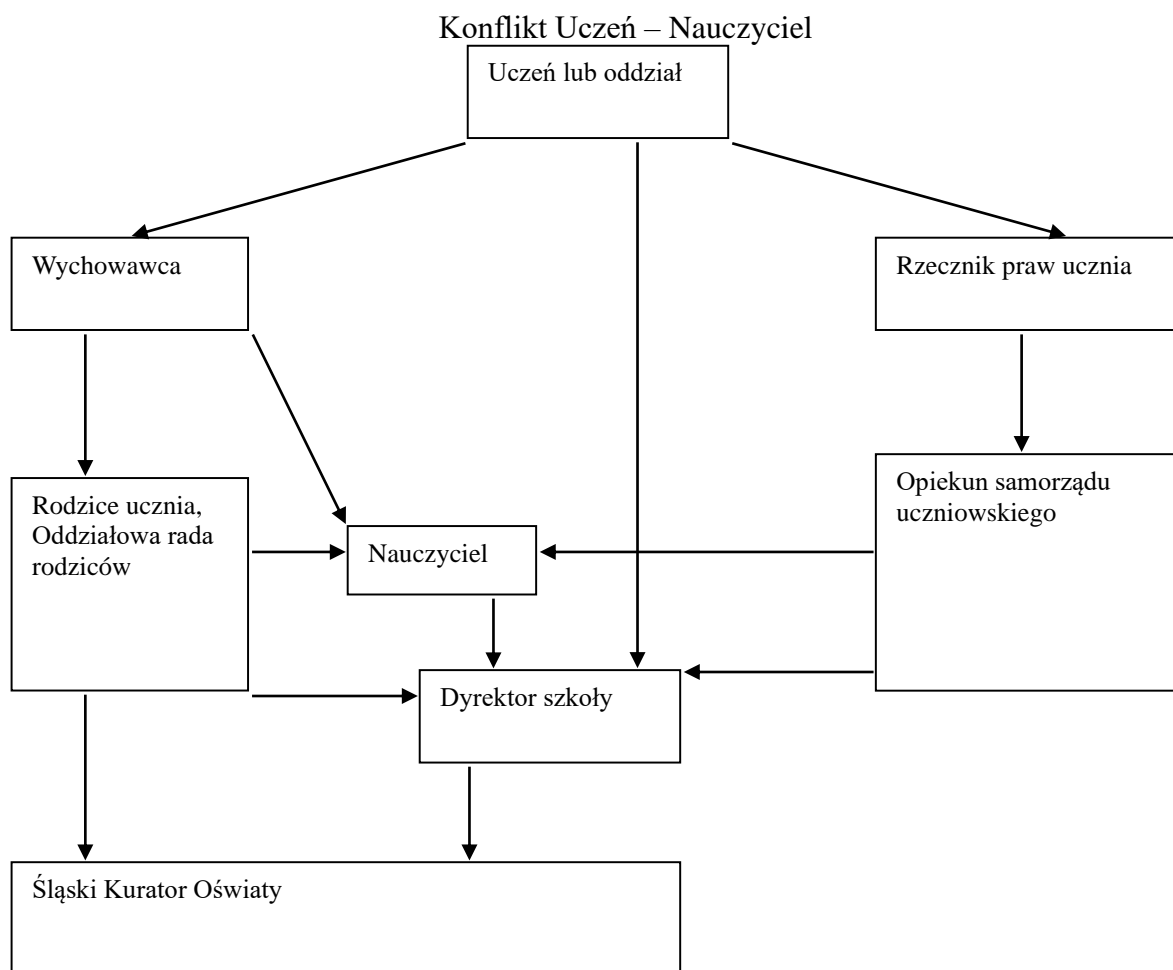 Konflikt Uczeń – Nauczyciel
Uczeń lub oddział
Wychowawca
Rzecznik praw ucznia
Rodzice ucznia,
Oddziałowa rada
rodziców
Opiekun samorządu
uczniowskiego
Nauczyciel
Dyrektor szkoły
Śląski Kurator Oświaty